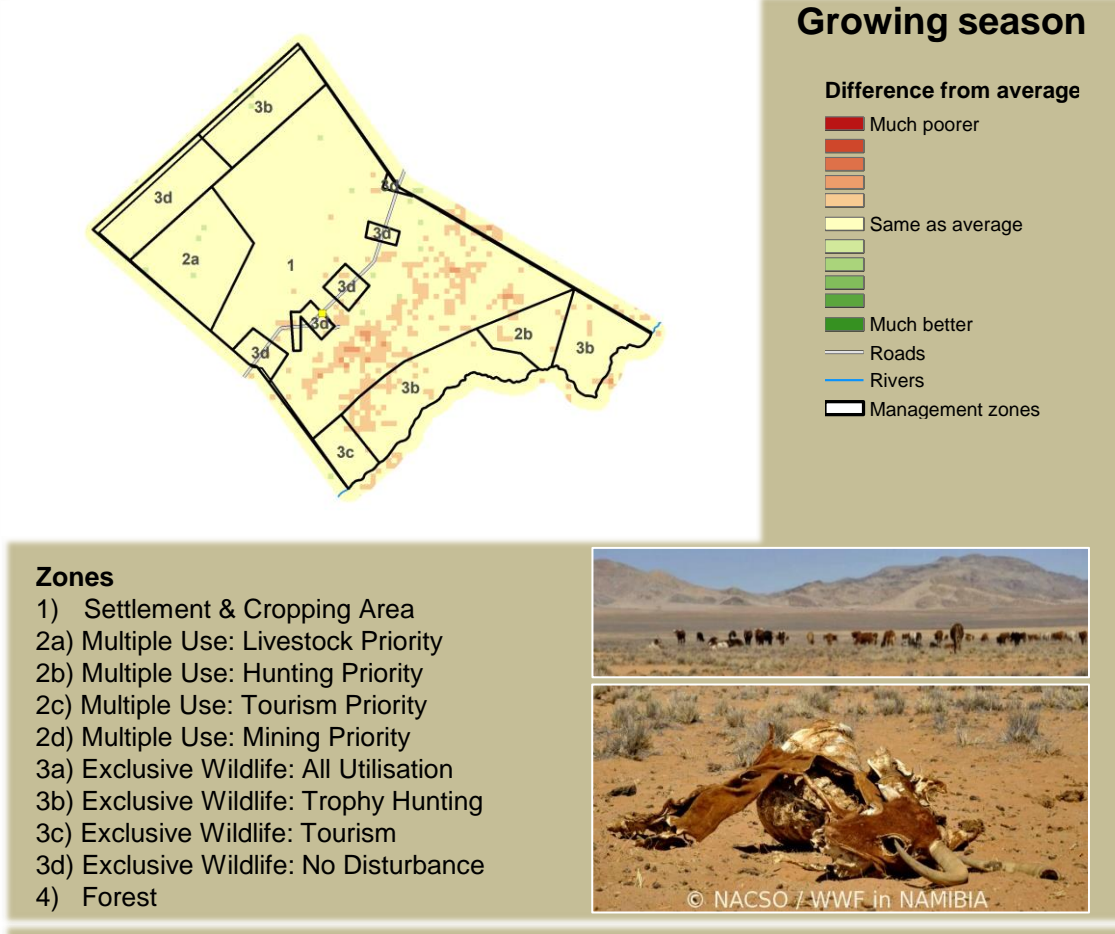 Growing season
Difference from average
Much poorer
Same as average
Much better
Roads
Rivers
Management zones
3b
3d
3d
2a
3d
1
3d
3d
3d
2b
3b
3b
3c
Zones
1) Settlement & Cropping Area
2a) Multiple Use: Livestock Priority
2b) Multiple Use: Hunting Priority
2c) Multiple Use: Tourism Priority
2d) Multiple Use: Mining Priority
3a) Exclusive Wildlife: All Utilisation
3b) Exclusive Wildlife: Trophy Hunting
3c) Exclusive Wildlife: Tourism
3d) Exclusive Wildlife: No Disturbance
4) Forest
© NACSO / WWF in NAMIBIA